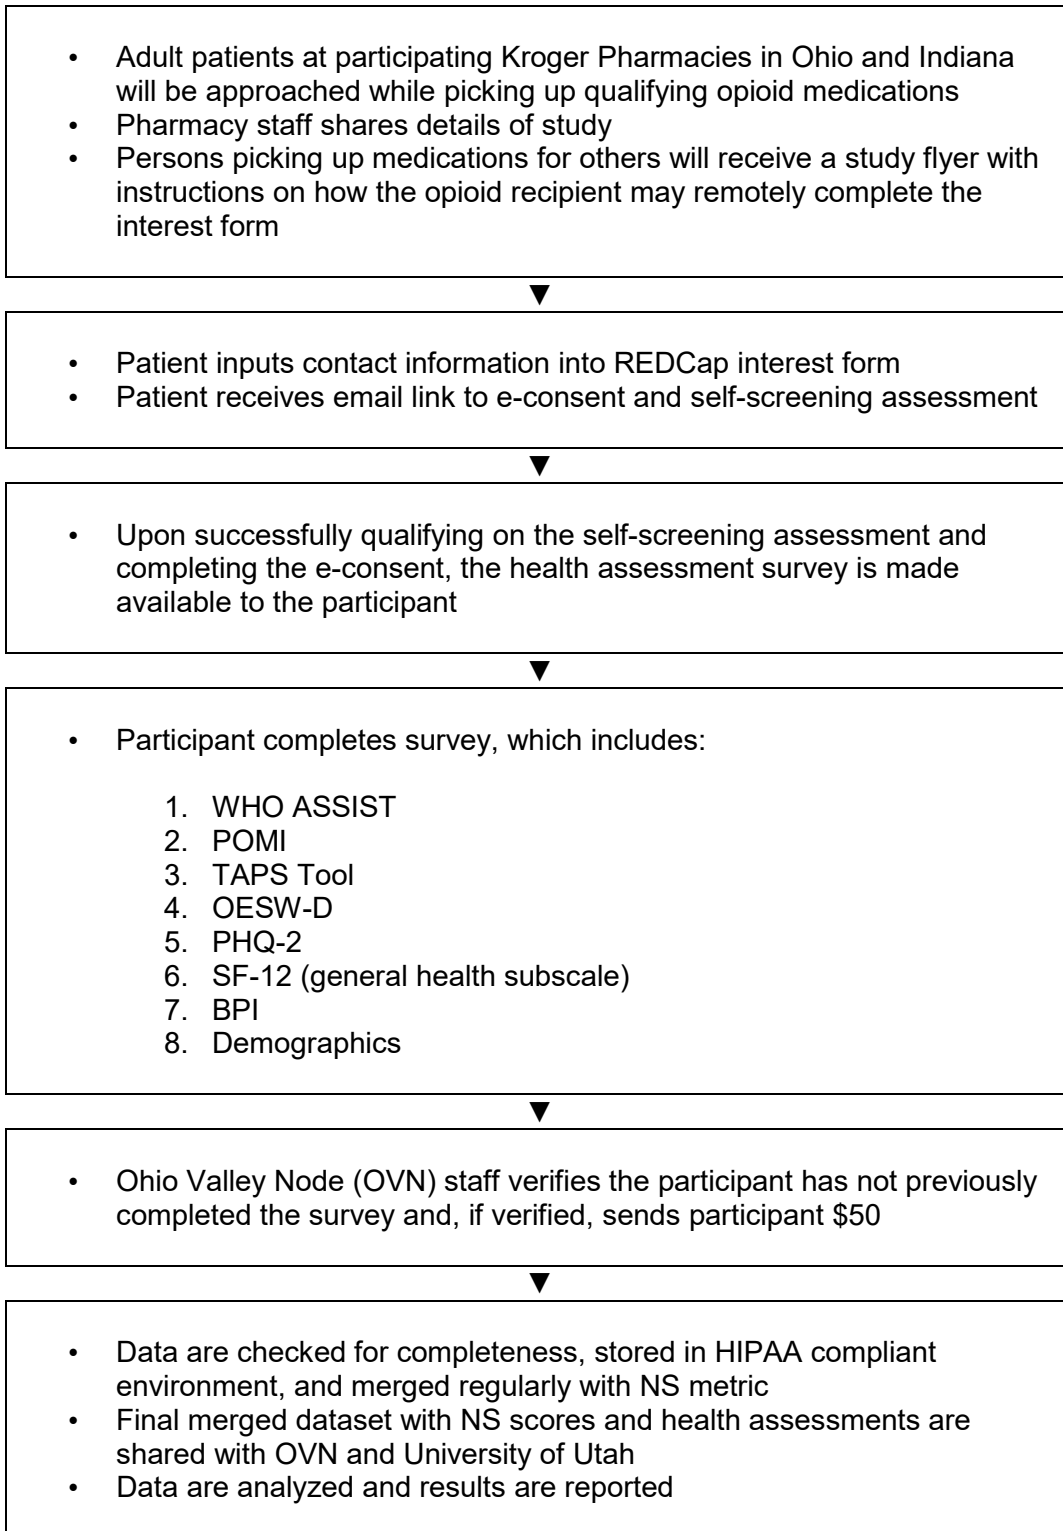 • Adult patients at participating Kroger Pharmacies in Ohio and Indiana
will be approached while picking up qualifying opioid medications
• Pharmacy staff shares details of study
• Persons picking up medications for others will receive a study flyer with
instructions on how the opioid recipient may remotely complete the
interest form
▼
• Patient inputs contact information into REDCap interest form
• Patient receives email link to e-consent and self-screening assessment
▼
• Upon successfully qualifying on the self-screening assessment and
completing the e-consent, the health assessment survey is made
available to the participant
▼
• Participant completes survey, which includes:
1. WHO ASSIST
2. POMI
3. TAPS Tool
4. OESW-D
5. PHQ-2
6. SF-12 (general health subscale)
7. BPI
8. Demographics
▼
• Ohio Valley Node (OVN) staff verifies the participant has not previously
completed the survey and, if verified, sends participant $50
▼
• Data are checked for completeness, stored in HIPAA compliant
environment, and merged regularly with NS metric
• Final merged dataset with NS scores and health assessments are
shared with OVN and University of Utah
• Data are analyzed and results are reported